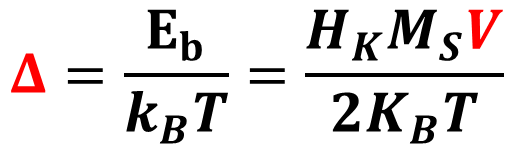 Δ = E_b / k_B T = H_K M_S V / 2K_B T